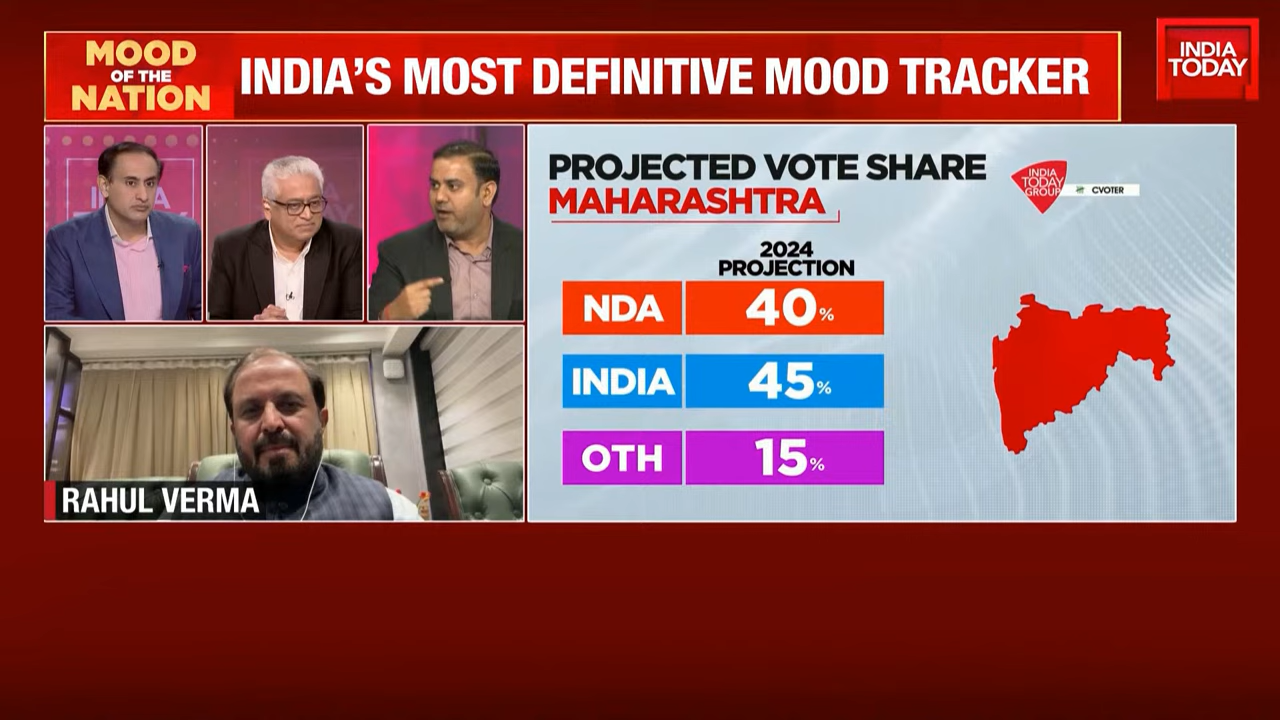 MOOD
OF THE
NATION
INDIA'S MOST DEFINITIVE MOOD TRACKER
INDIA
TODAY
PROJECTED VOTE SHARE
MAHARASHTRA
INDIA
TODAY
GROUP
CVOTER
2024
PROJECTION
NDA 40%
INDIA 45%
OTH 15%
RAHUL VERMA